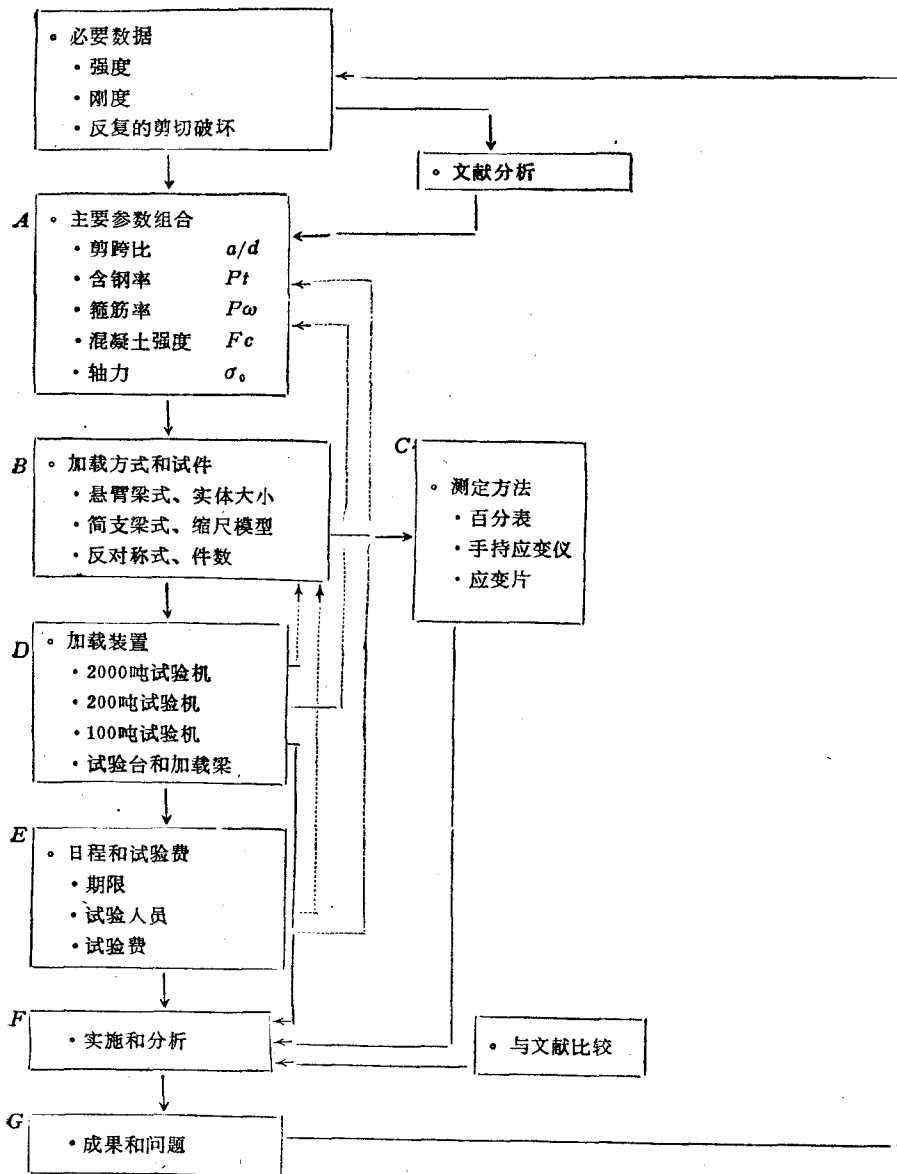 ◦ 必要数据
· 强度
· 刚度
· 反复的剪切破坏
◦ 文献分析
A
◦ 主要参数组合
· 剪跨比 a/d
· 含钢率 Pt
· 箍筋率 Pω
· 混凝土强度 Fc
· 轴力 σ₀
B
◦ 加载方式和试件
· 悬臂梁式、实体大小
· 简支梁式、缩尺模型
· 反对称式、件数
C
◦ 测定方法
· 百分表
· 手持应变仪
· 应变片
D
◦ 加载装置
· 2000吨试验机
· 200吨试验机
· 100吨试验机
· 试验台和加载梁
E
◦ 日程和试验费
· 期限
· 试验人员
· 试验费
F
· 实施和分析
◦ 与文献比较
G
· 成果和问题